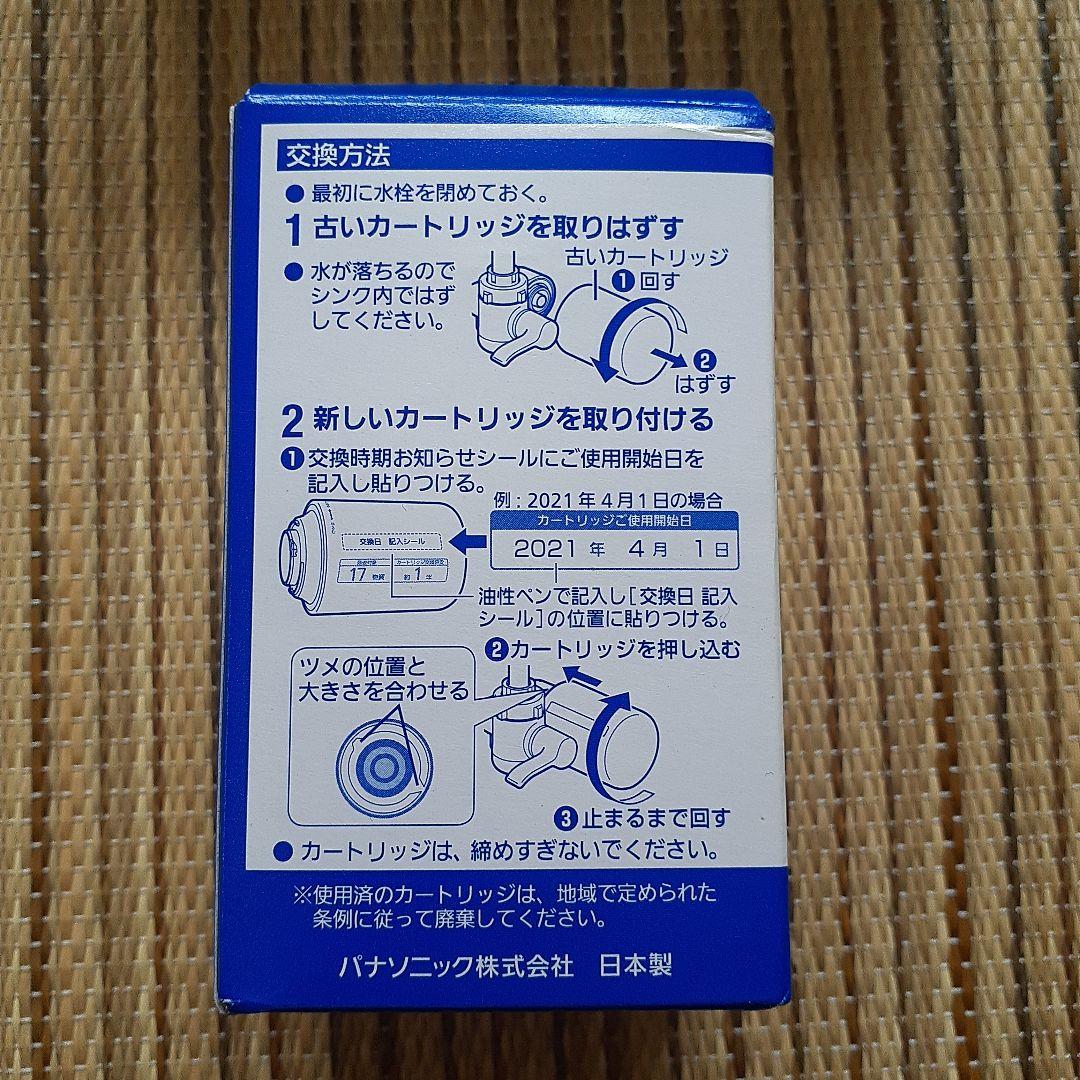 交換方法
● 最初に水栓を閉めておく。
1 古いカートリッジを取りはずす
● 水が落ちるので
シンク内ではず
してください。
古いカートリッジ
❶ 回す
❷
はずす
2 新しいカートリッジを取り付ける
❶ 交換時期お知らせシールにご使用開始日を
記入し貼りつける。
例 : 2021年4月1日の場合
カートリッジご使用開始日
2021 年 4 月 1 日
交換日 記入シール
17 物質
約1年
油性ペンで記入し[交換日 記入
シール]の位置に貼りつける。
❷カートリッジを押し込む
ツメの位置と
大きさを合わせる
❸止まるまで回す
● カートリッジは、締めすぎないでください。
※使用済のカートリッジは、地域で定められた
条例に従って廃棄してください。
パナソニック株式会社 日本製